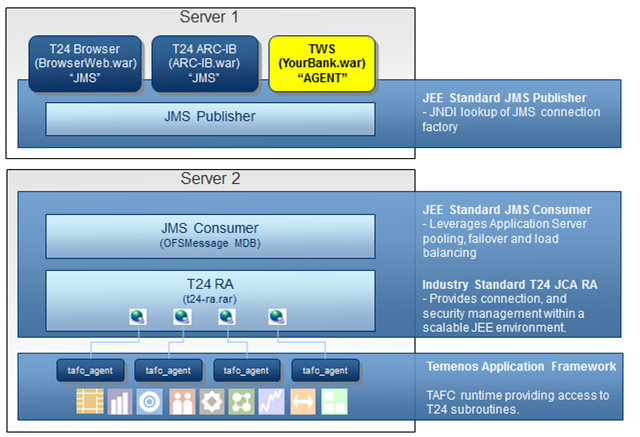 Server 1
T24 Browser
(BrowserWeb.war)
"JMS"
T24 ARC-IB
(ARC-IB.war)
"JMS"
TWS
(YourBank.war)
"AGENT"
JMS Publisher
JEE Standard JMS Publisher
- JNDI lookup of JMS connection
factory
Server 2
JMS Consumer
(OFSMessage MDB)
JEE Standard JMS Consumer
- Leverages Application Server
pooling, failover and load
balancing
T24 RA
(t24-ra.rar)
Industry Standard T24 JCA RA
- Provides connection, and
security management within a
scalable JEE environment.
tafc_agent
tafc_agent
tafc_agent
tafc_agent
Temenos Application Framework
TAFC runtime providing access to
T24 subroutines.